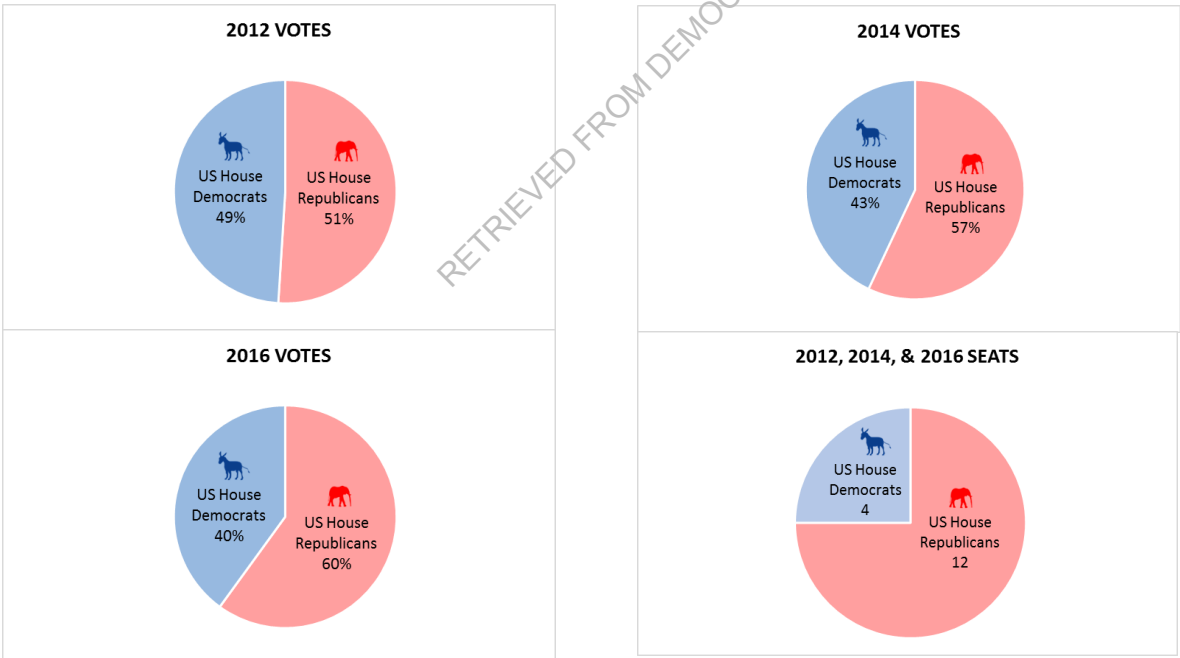 2012 VOTES
US House
Democrats
49%
US House
Republicans
51%
2014 VOTES
US House
Democrats
43%
US House
Republicans
57%
RETRIEVED FROM
2016 VOTES
US House
Democrats
40%
US House
Republicans
60%
2012, 2014, & 2016 SEATS
US House
Democrats
4
US House
Republicans
12